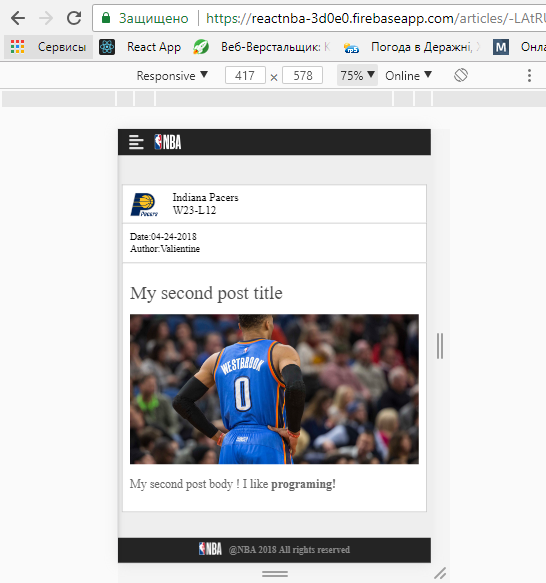 Защищено https://reactnba-3d0e0.firebaseapp.com/articles/-LAtRU
Сервисы React App Веб-Верстальщик: Погода в Деражні, M Онла
Responsive ▼ 417 × 578 75% ▼ Online ▼
NBA
Indiana Pacers
W23-L12
Pacers
Date:04-24-2018
Author:Valientine
My second post title
WESTBROOK
0
My second post body ! I like programing!
NBA @NBA 2018 All rights reserved